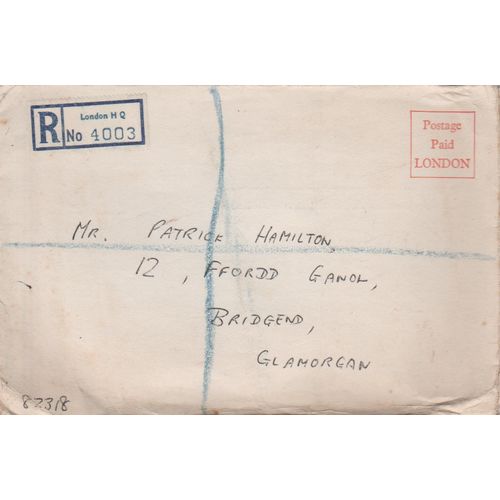 R London H Q
No 4003
Postage
Paid
LONDON
MR. PATRICK HAMILTON
12, FFORDD GANOL,
BRIDGEND,
GLAMORGAN
82318